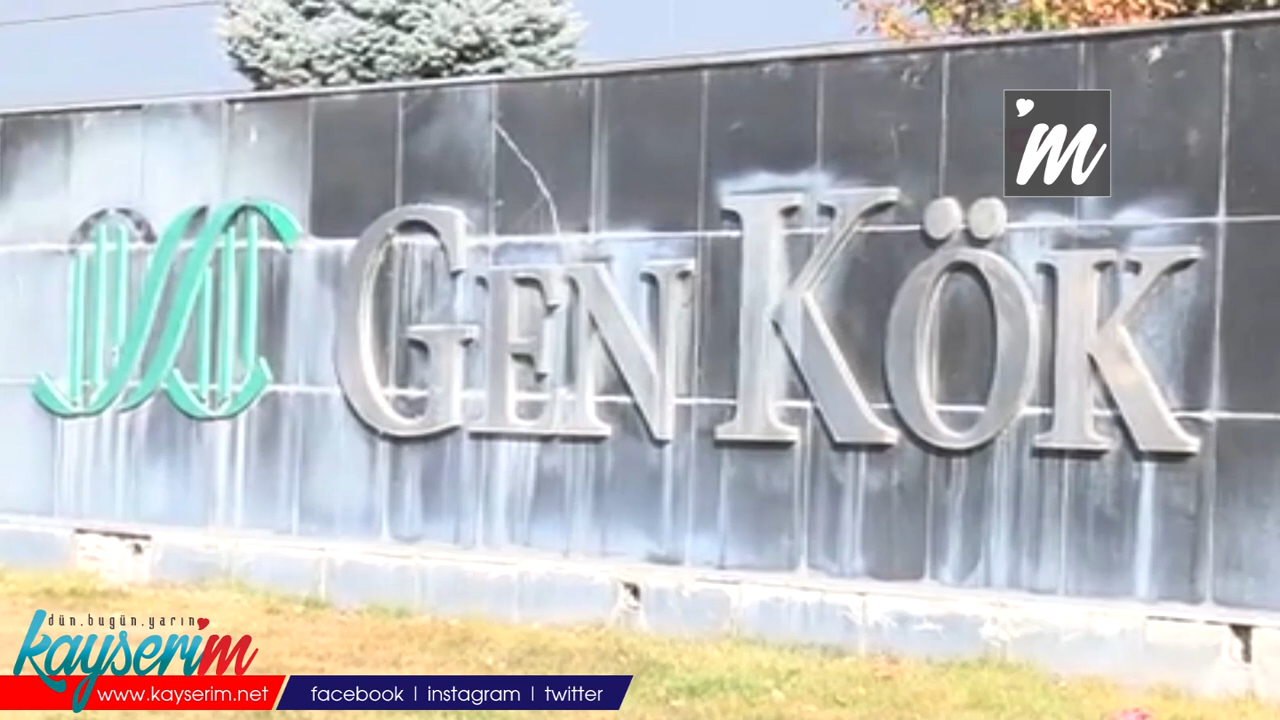 'm
GENKÖK
dün.bugün.yarın
kayserim
www.kayserim.net
facebook | instagram | twitter